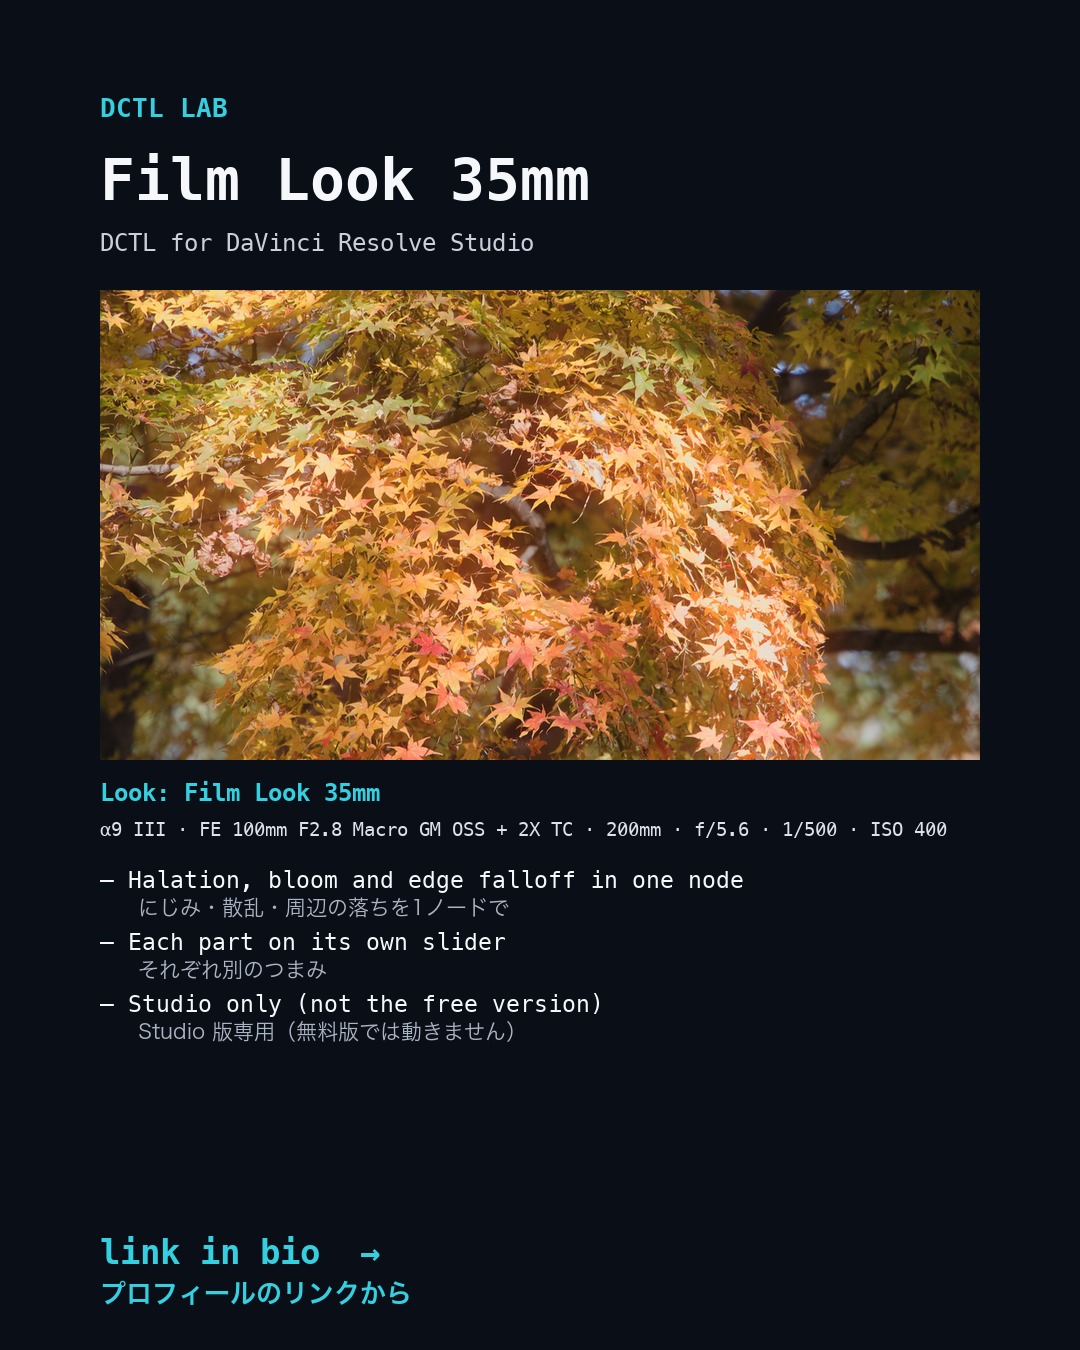 DCTL LAB
Film Look 35mm
DCTL for DaVinci Resolve Studio
Look: Film Look 35mm
α9 III · FE 100mm F2.8 Macro GM OSS + 2X TC · 200mm · f/5.6 · 1/500 · ISO 400
— Halation, bloom and edge falloff in one node
にじみ・散乱・周辺の落ちを1ノードで
— Each part on its own slider
それぞれ別のつまみ
— Studio only (not the free version)
Studio 版専用（無料版では動きません）
link in bio →
プロフィールのリンクから